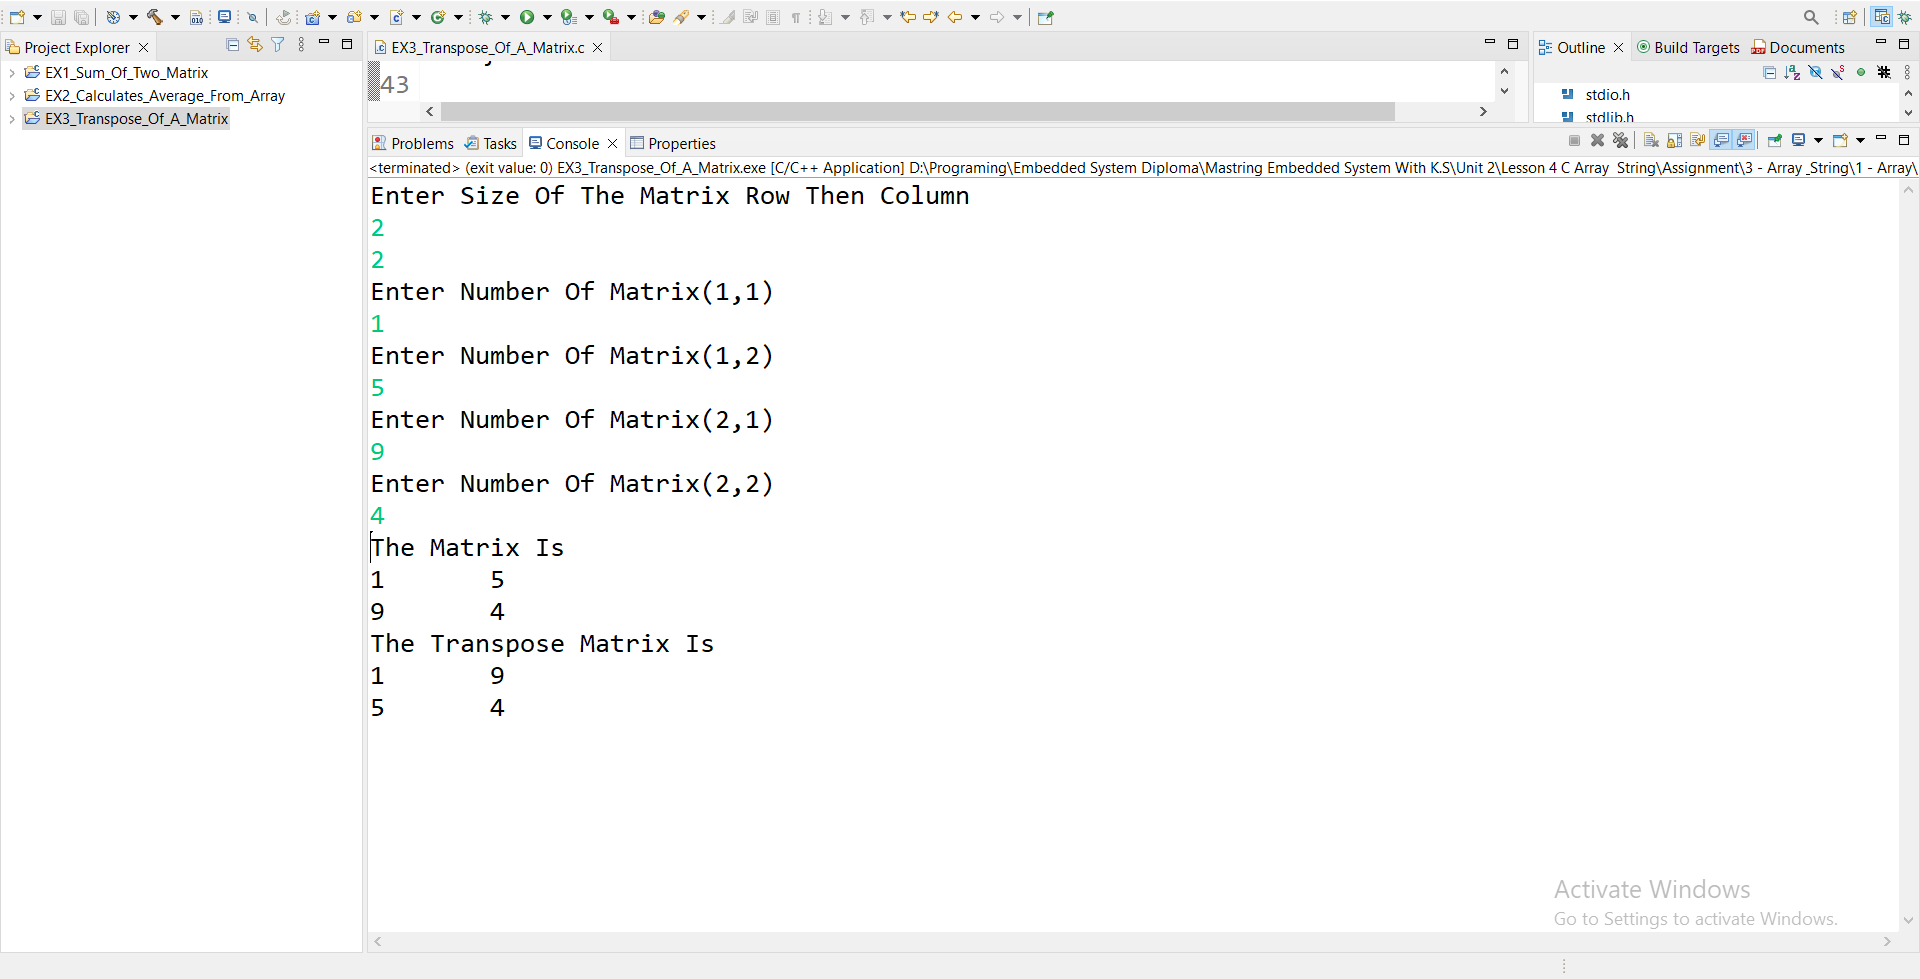 Project Explorer
EX3_Transpose_Of_A_Matrix.c
Outline
Build Targets
Documents
EX1_Sum_Of_Two_Matrix
EX2_Calculates_Average_From_Array
EX3_Transpose_Of_A_Matrix
43
stdio.h
stdlib.h
Problems
Tasks
Console
Properties
<terminated> (exit value: 0) EX3_Transpose_Of_A_Matrix.exe [C/C++ Application] D:\Programing\Embedded System Diploma\Mastring Embedded System With K.S\Unit 2\Lesson 4 C Array  String\Assignment\3 - Array _String\1 - Array\
Enter Size Of The Matrix Row Then Column
2
2
Enter Number Of Matrix(1,1)
1
Enter Number Of Matrix(1,2)
5
Enter Number Of Matrix(2,1)
9
Enter Number Of Matrix(2,2)
4
The Matrix Is
1 5
9 4
The Transpose Matrix Is
1 9
5 4
Activate Windows
Go to Settings to activate Windows.